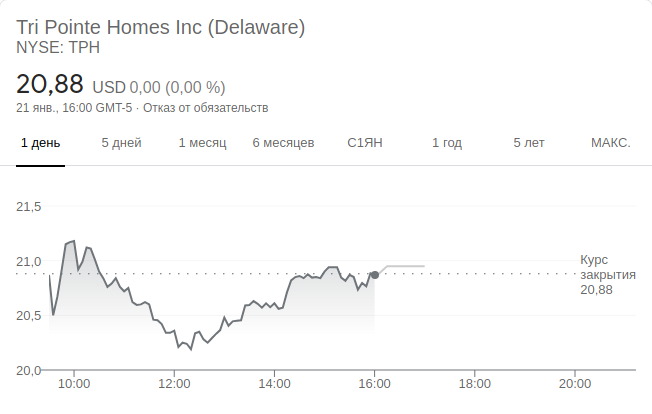 Tri Pointe Homes Inc (Delaware)
NYSE: TPH
20,88 USD 0,00 (0,00 %)
21 янв., 16:00 GMT-5 · Отказ от обязательств
1 день 5 дней 1 месяц 6 месяцев С1ЯН 1 год 5 лет МАКС.
21,5
21,0
20,5
20,0
Курс
закрытия
20,88
10:00 12:00 14:00 16:00 18:00 20:00